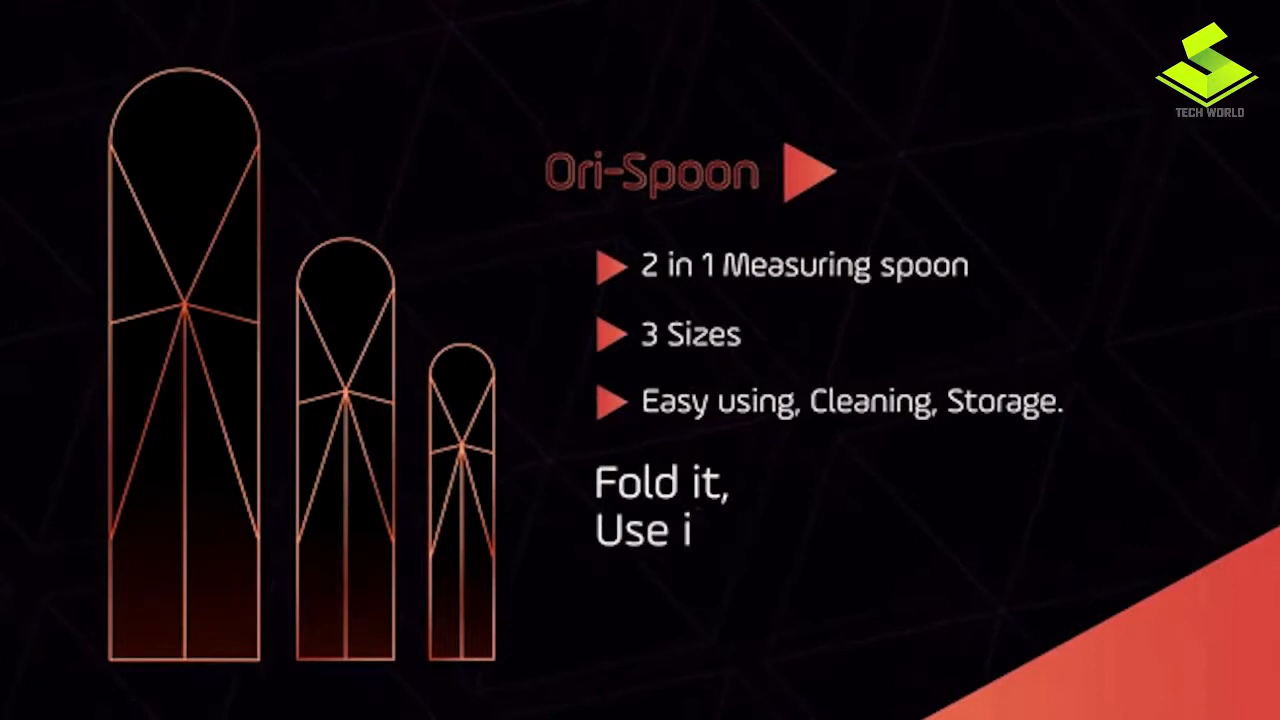 TECH WORLD
Ori-Spoon
2 in 1 Measuring spoon
3 Sizes
Easy using, Cleaning, Storage.
Fold it,
Use i